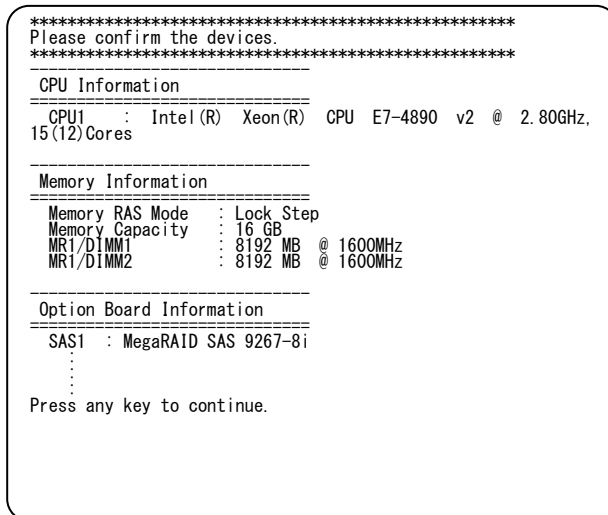 ****************************************************
Please confirm the devices.
****************************************************
------------------------------
CPU Information
==============================
CPU1 : Intel(R) Xeon(R) CPU E7-4890 v2 @ 2.80GHz,
15(12)Cores
------------------------------
Memory Information
==============================
Memory RAS Mode : Lock Step
Memory Capacity : 16 GB
MR1/DIMM1 : 8192 MB @ 1600MHz
MR1/DIMM2 : 8192 MB @ 1600MHz
------------------------------
Option Board Information
==============================
SAS1 : MegaRAID SAS 9267-8i
:
:
Press any key to continue.